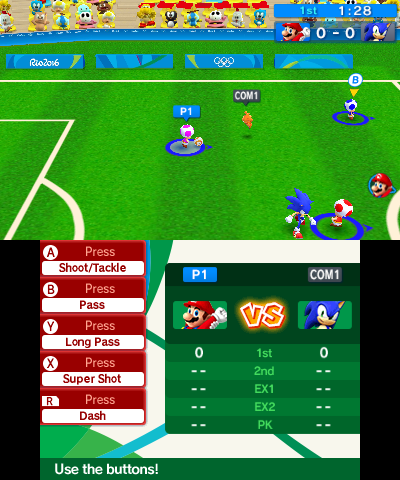 1st 1:28
0 - 0
Rio2016
B
P1
COM1
A Press
Shoot/Tackle
B Press
Pass
Y Press
Long Pass
X Press
Super Shot
R Press
Dash
P1 COM1
VS
0 1st 0
-- 2nd --
-- EX1 --
-- EX2 --
-- PK --
Use the buttons!